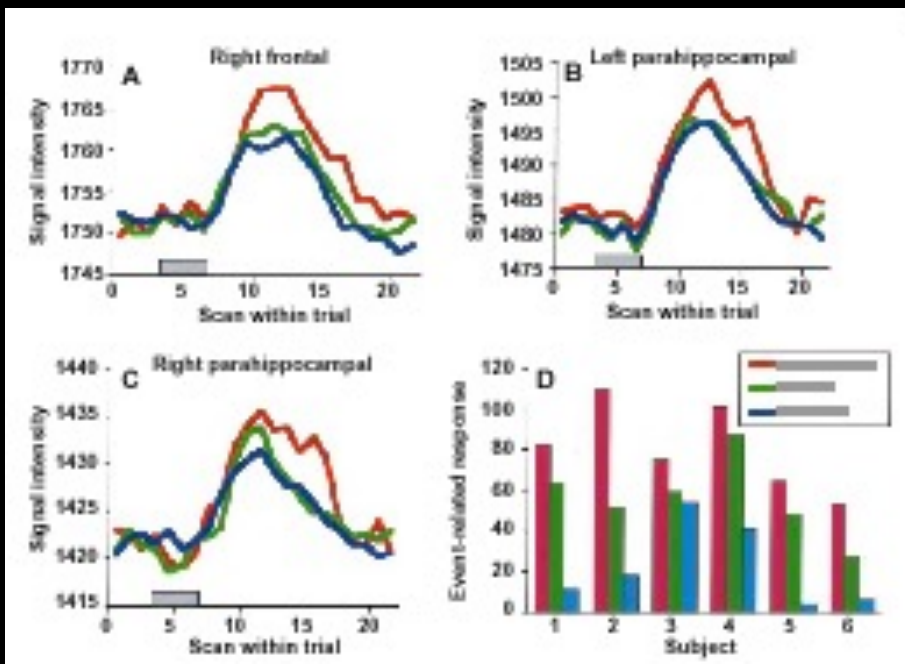 A
Right frontal
Signal intensity
1770
1765
1760
1755
1750
1745
0 5 10 15 20
Scan within trial
B
Left parahippocampal
Signal intensity
1505
1500
1495
1490
1485
1480
1475
0 5 10 15 20
Scan within trial
C
Right parahippocampal
Signal intensity
1440
1435
1430
1425
1420
1415
0 5 10 15 20
Scan within trial
D
Event-related response
120
100
80
60
40
20
0
1 2 3 4 5 6
Subject